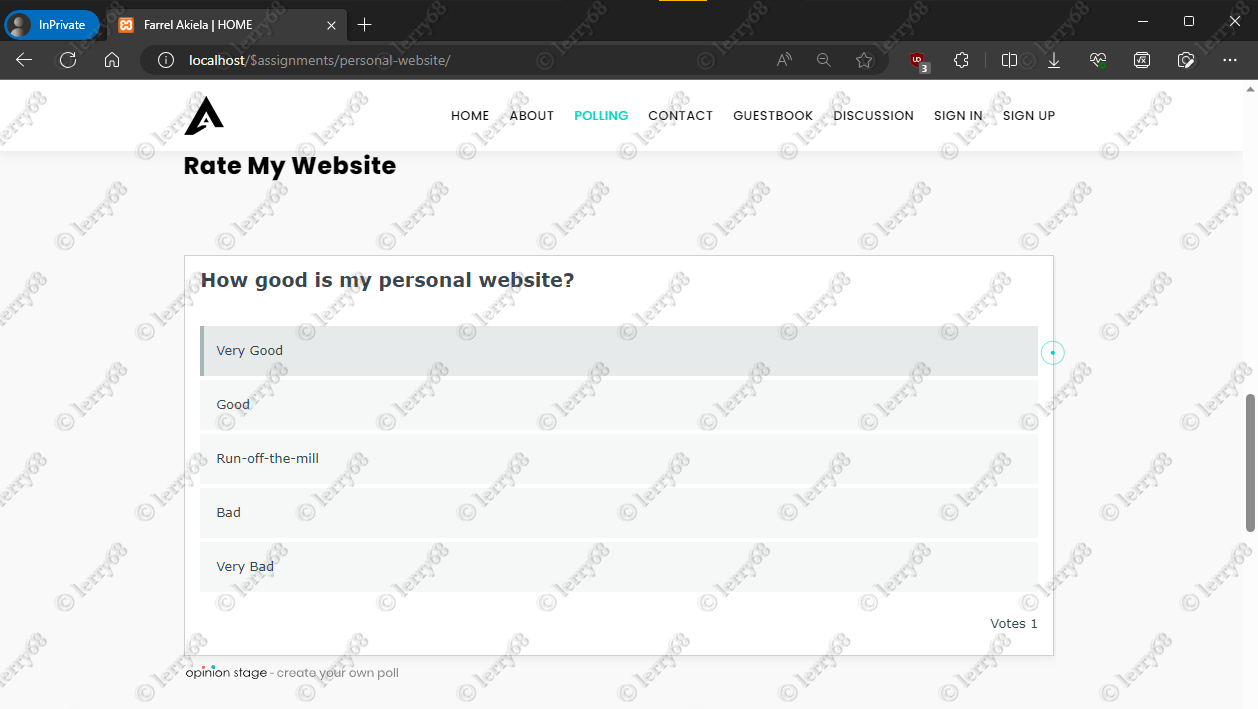 InPrivate
Farrel Akiela | HOME
localhost/$assignments/personal-website/
3
HOME ABOUT POLLING CONTACT GUESTBOOK DISCUSSION SIGN IN SIGN UP
Rate My Website
How good is my personal website?
Very Good
Good
Run-off-the-mill
Bad
Very Bad
Votes 1
opinion stage - create your own poll
© lerry68